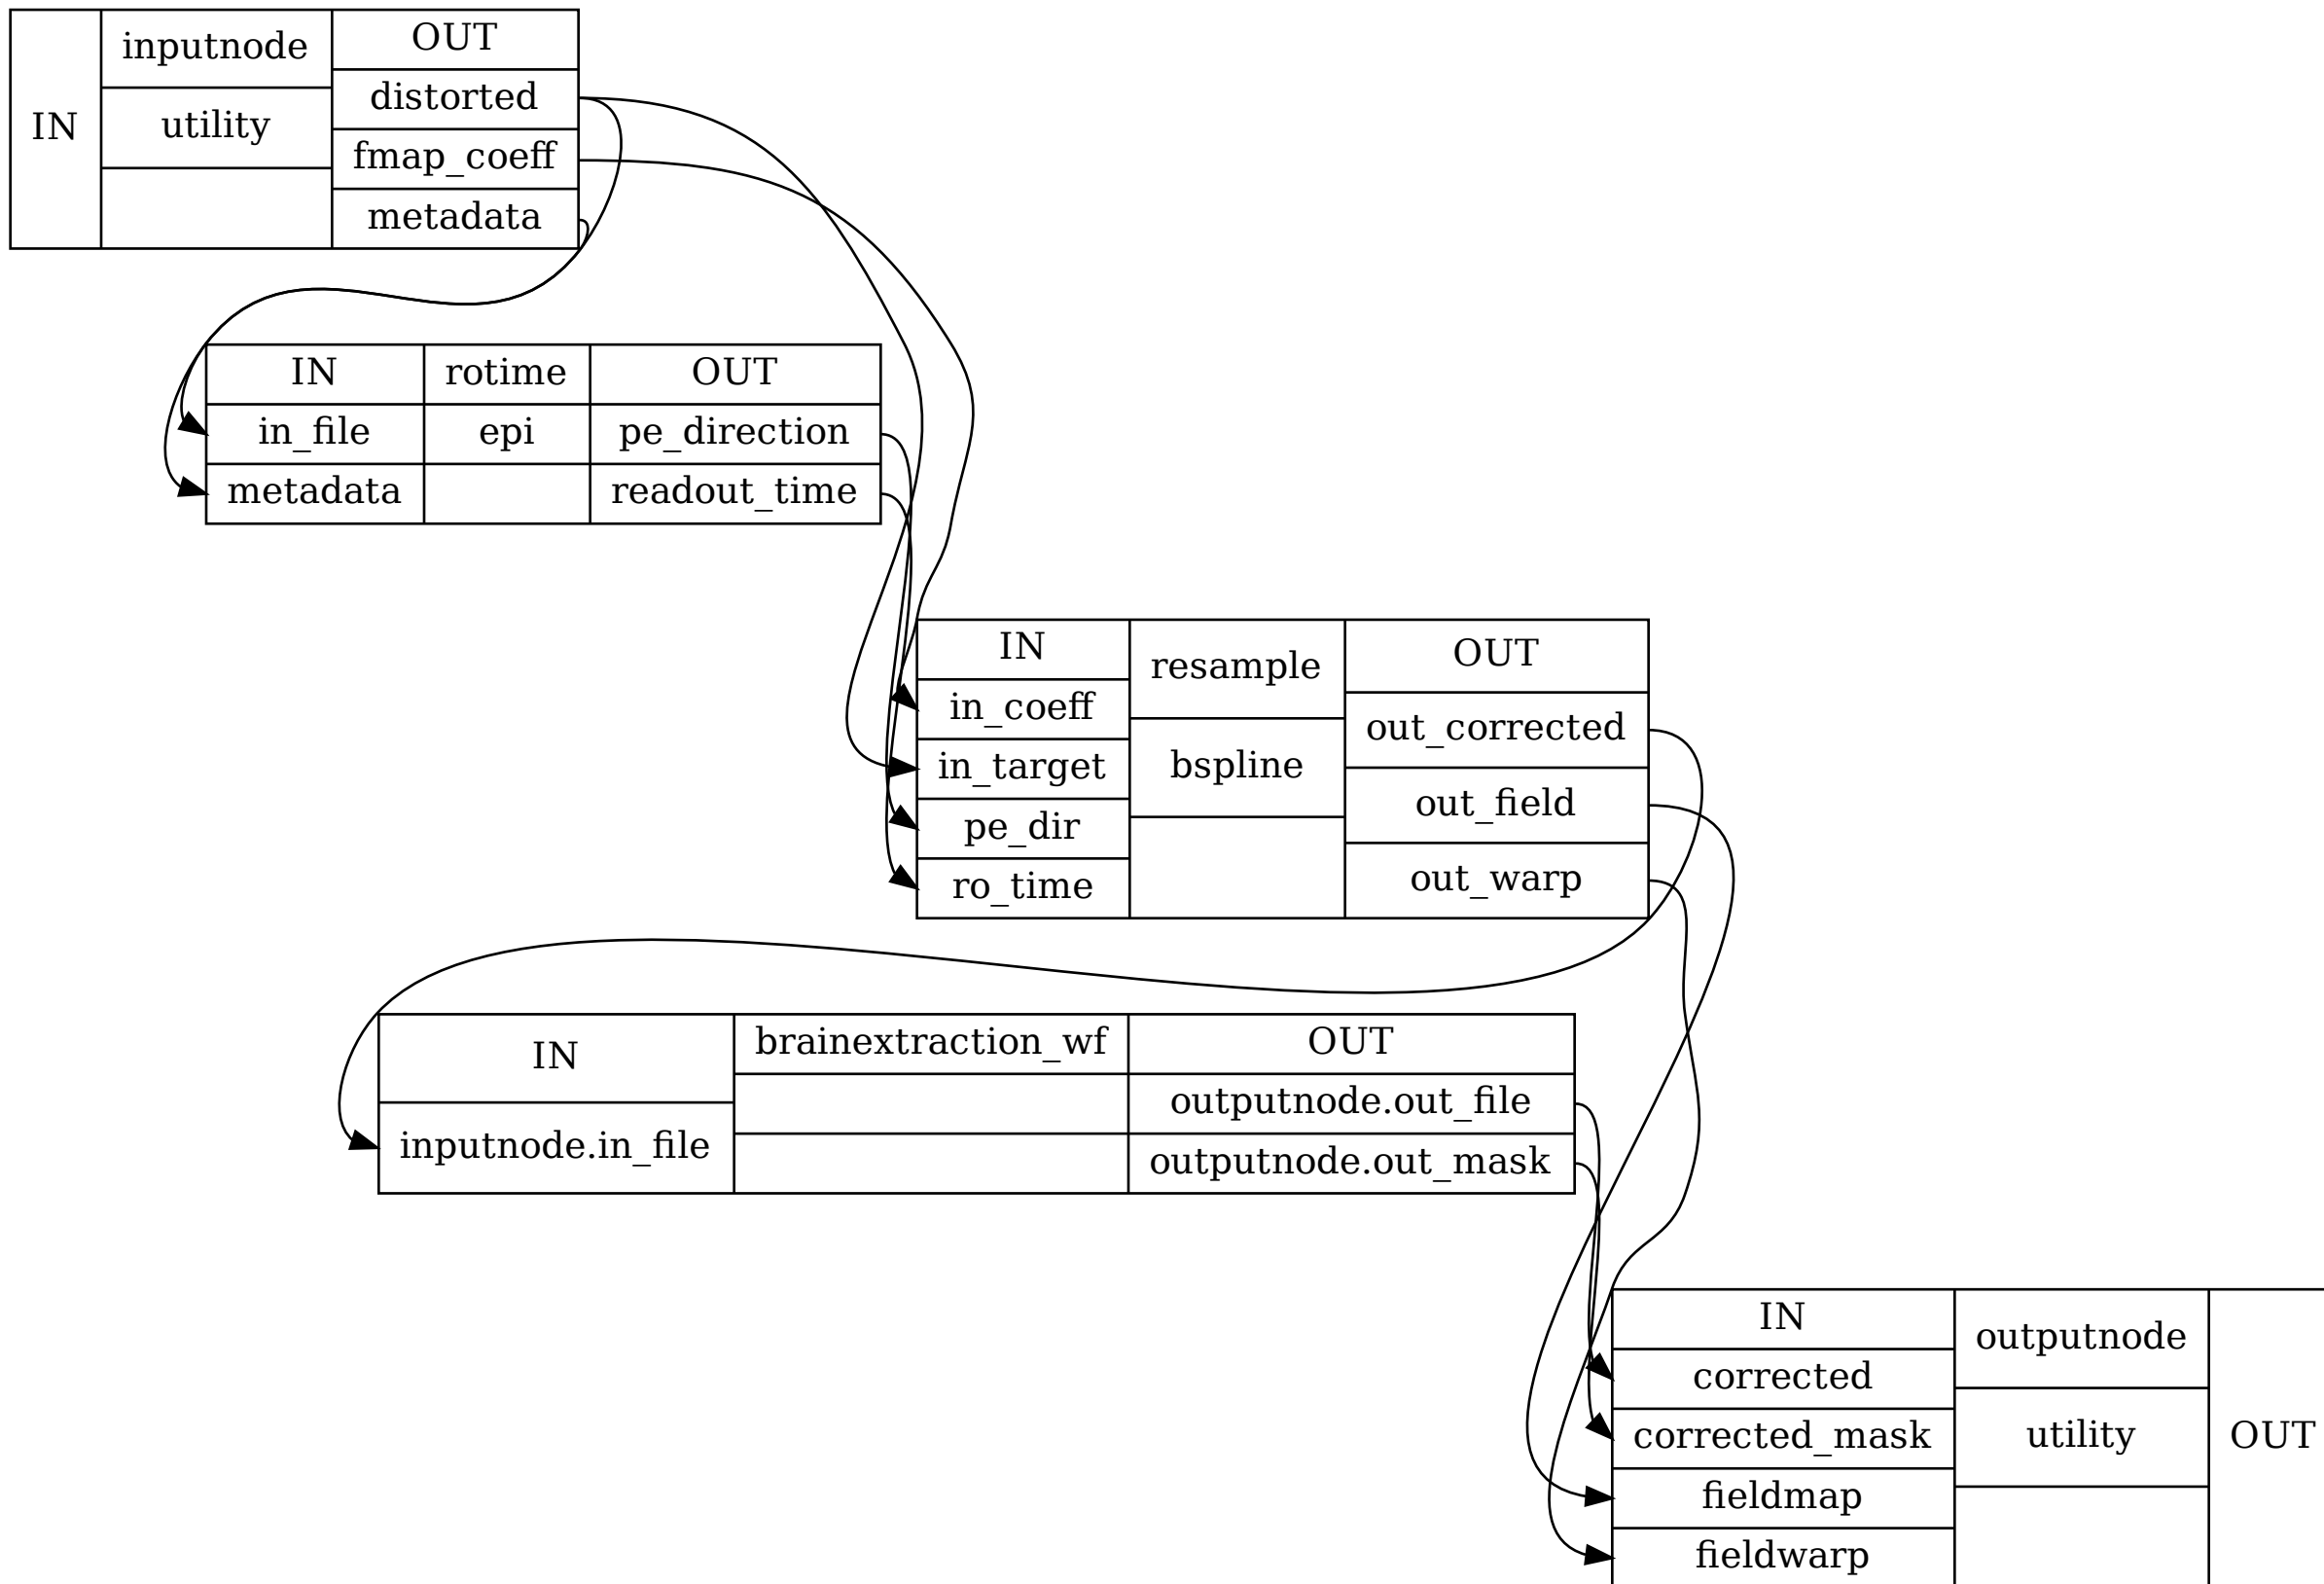 IN
inputnode
utility
OUT
distorted
fmap_coeff
metadata
IN
in_file
metadata
rotime
epi
OUT
pe_direction
readout_time
IN
in_coeff
in_target
pe_dir
ro_time
resample
bspline
OUT
out_corrected
out_field
out_warp
IN
inputnode.in_file
brainextraction_wf
OUT
outputnode.out_file
outputnode.out_mask
IN
corrected
corrected_mask
fieldmap
fieldwarp
outputnode
utility
OUT